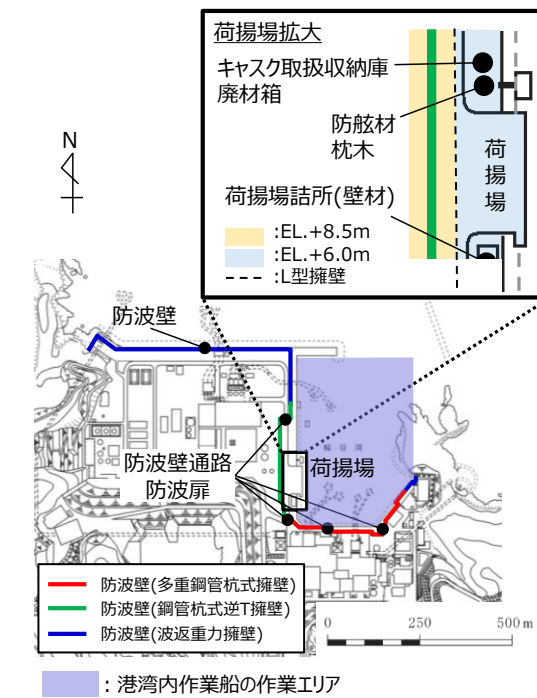 荷揚場拡大
キャスク取扱収納庫
廃材箱
防舷材
枕木
荷揚場
荷揚場詰所(壁材)
:EL.+8.5m
:EL.+6.0m
:L型擁壁
N
防波壁
防波壁通路
防波扉
荷揚場
輪谷湾
防波壁(多重鋼管杭式擁壁)
防波壁(鋼管杭式逆T擁壁)
防波壁(波返重力擁壁)
0 250 500 m
: 港湾内作業船の作業エリア